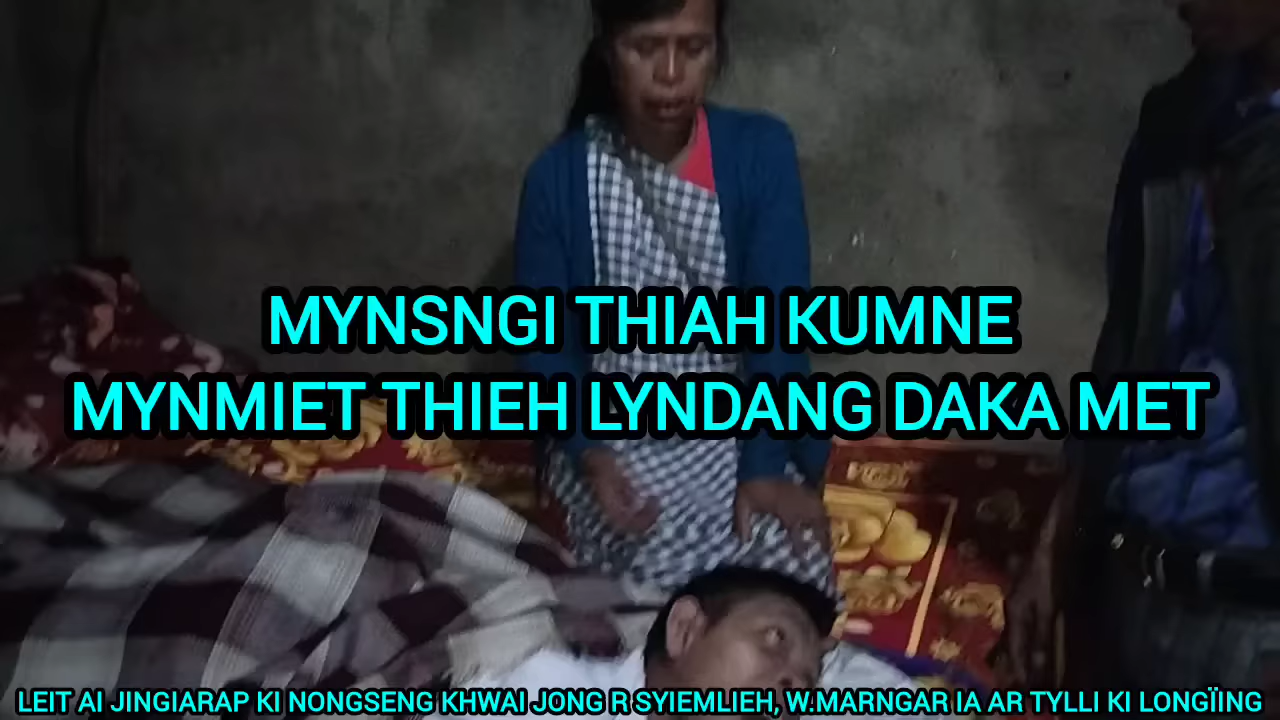 MYNSNGI THIAH KUMNE
MYNMIET THIEH LYNDANG DAKA MET
LEIT AI JINGIARAP KI NONGSENG KHWAI JONG R SYIEMLIEH, W.MARNGAR IA AR TYLLI KI LONGÏING